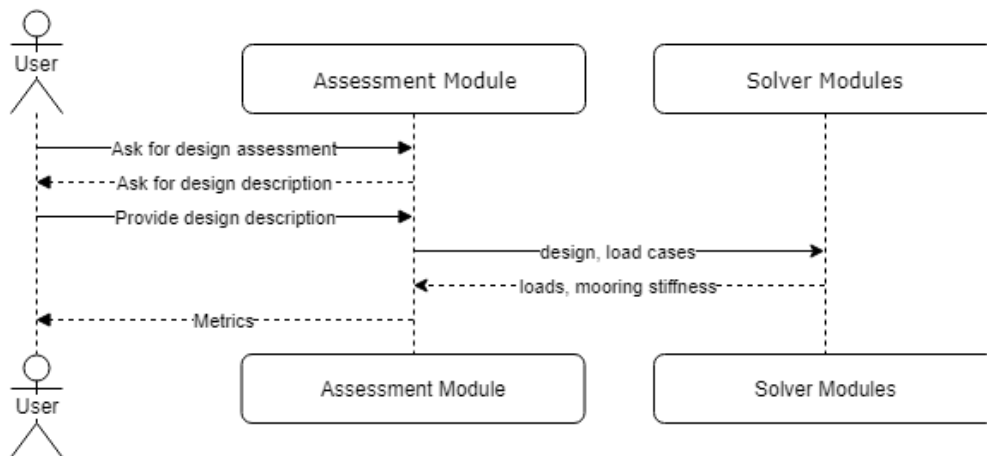 User
Assessment Module
Solver Modules
Ask for design assessment
Ask for design description
Provide design description
design, load cases
loads, mooring stiffness
Metrics
User
Assessment Module
Solver Modules